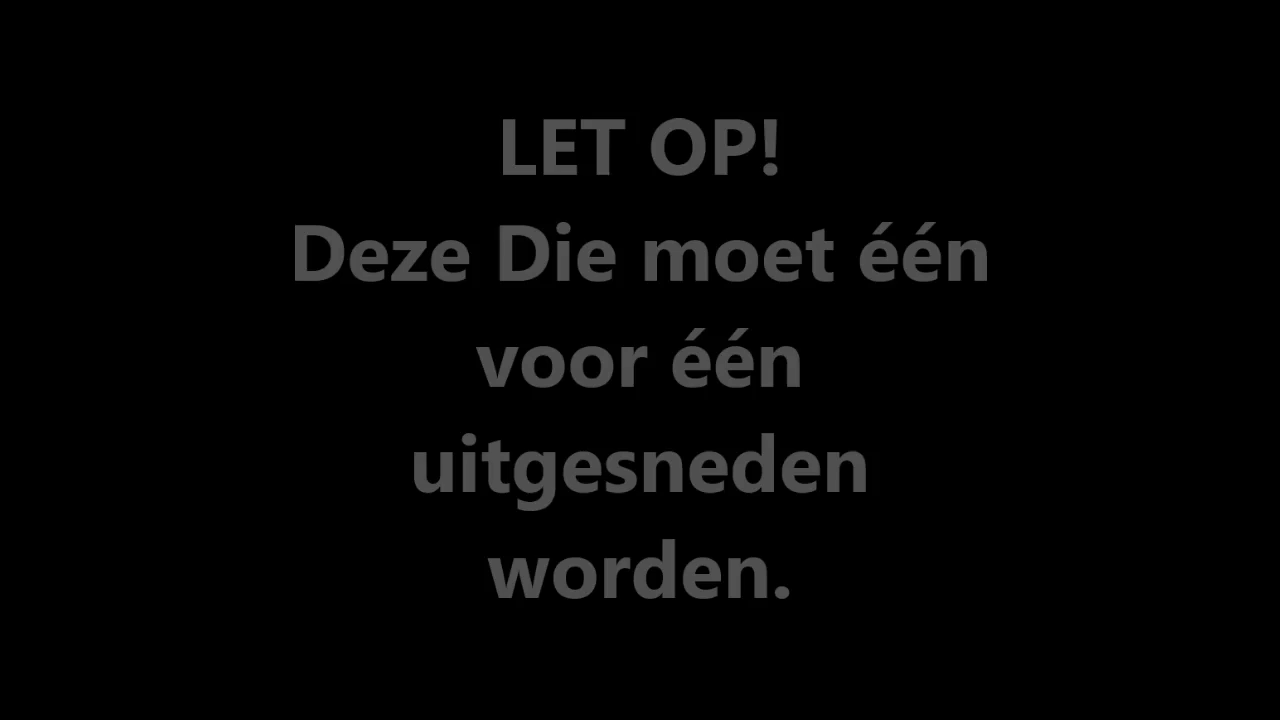 LET OP!
Deze Die moet één
voor één
uitgesneden
worden.